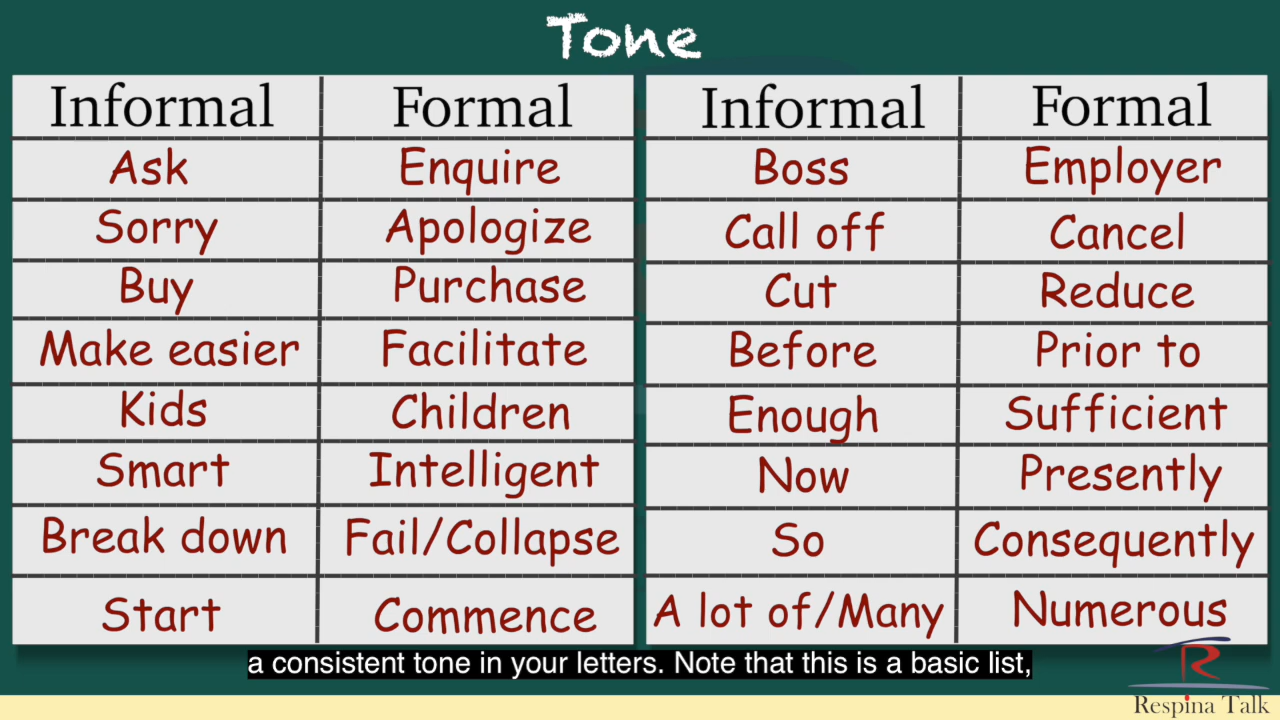 Tone
Informal Formal Informal Formal
Ask Enquire Boss Employer
Sorry Apologize Call off Cancel
Buy Purchase Cut Reduce
Make easier Facilitate Before Prior to
Kids Children Enough Sufficient
Smart Intelligent Now Presently
Break down Fail/Collapse So Consequently
Start Commence A lot of/Many Numerous
a consistent tone in your letters. Note that this is a basic list,
Respina Talk